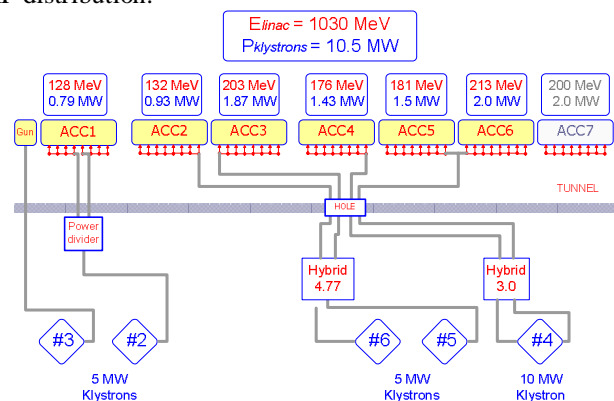 E linac = 1030 MeV
P klystrons = 10.5 MW
128 MeV
0.79 MW
132 MeV
0.93 MW
203 MeV
1.87 MW
176 MeV
1.43 MW
181 MeV
1.5 MW
213 MeV
2.0 MW
200 MeV
2.0 MW
Gun
ACC1
ACC2
ACC3
ACC4
ACC5
ACC6
ACC7
TUNNEL
HOLE
Power
divider
Hybrid
4.77
Hybrid
3.0
#3
#2
#6
#5
#4
5 MW
Klystrons
5 MW
Klystrons
10 MW
Klystron